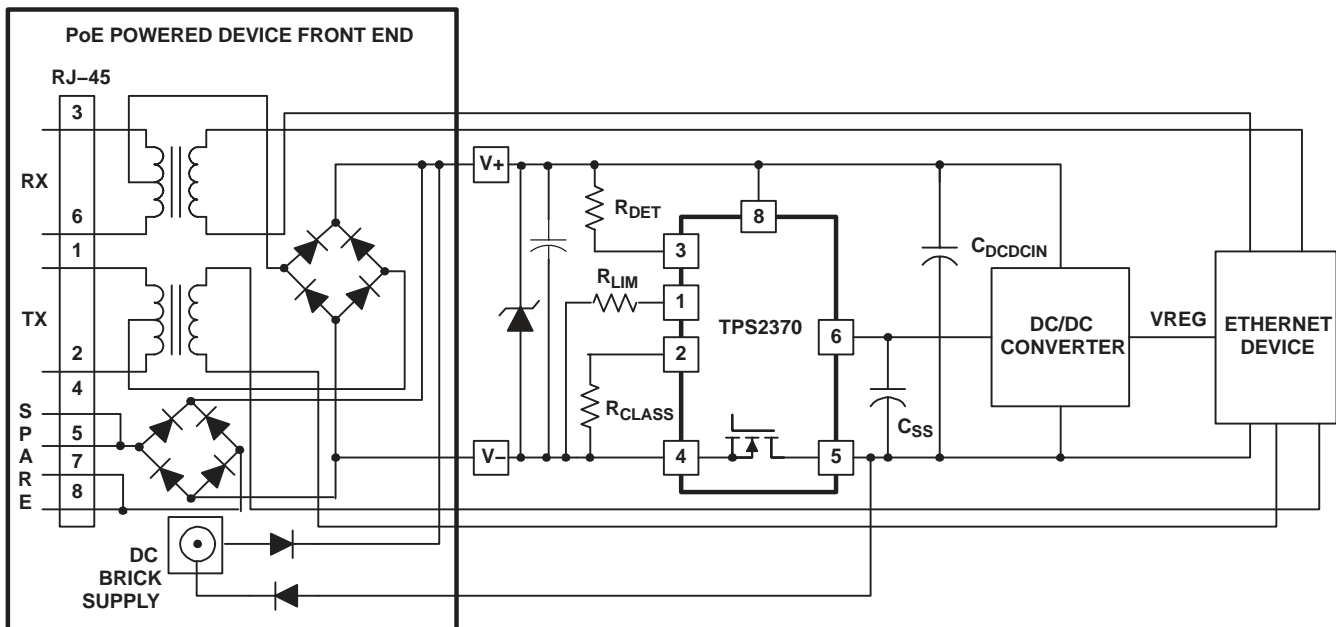 PoE POWERED DEVICE FRONT END
RJ−45
3
RX
6
1
TX
2
4
5
7
8
SPARE
DC
BRICK
SUPPLY
V+
V−
RDET
RLIM
RCLASS
8
3
1
2
4
5
6
TPS2370
CDCDCIN
CSS
DC/DC
CONVERTER
VREG
ETHERNET
DEVICE